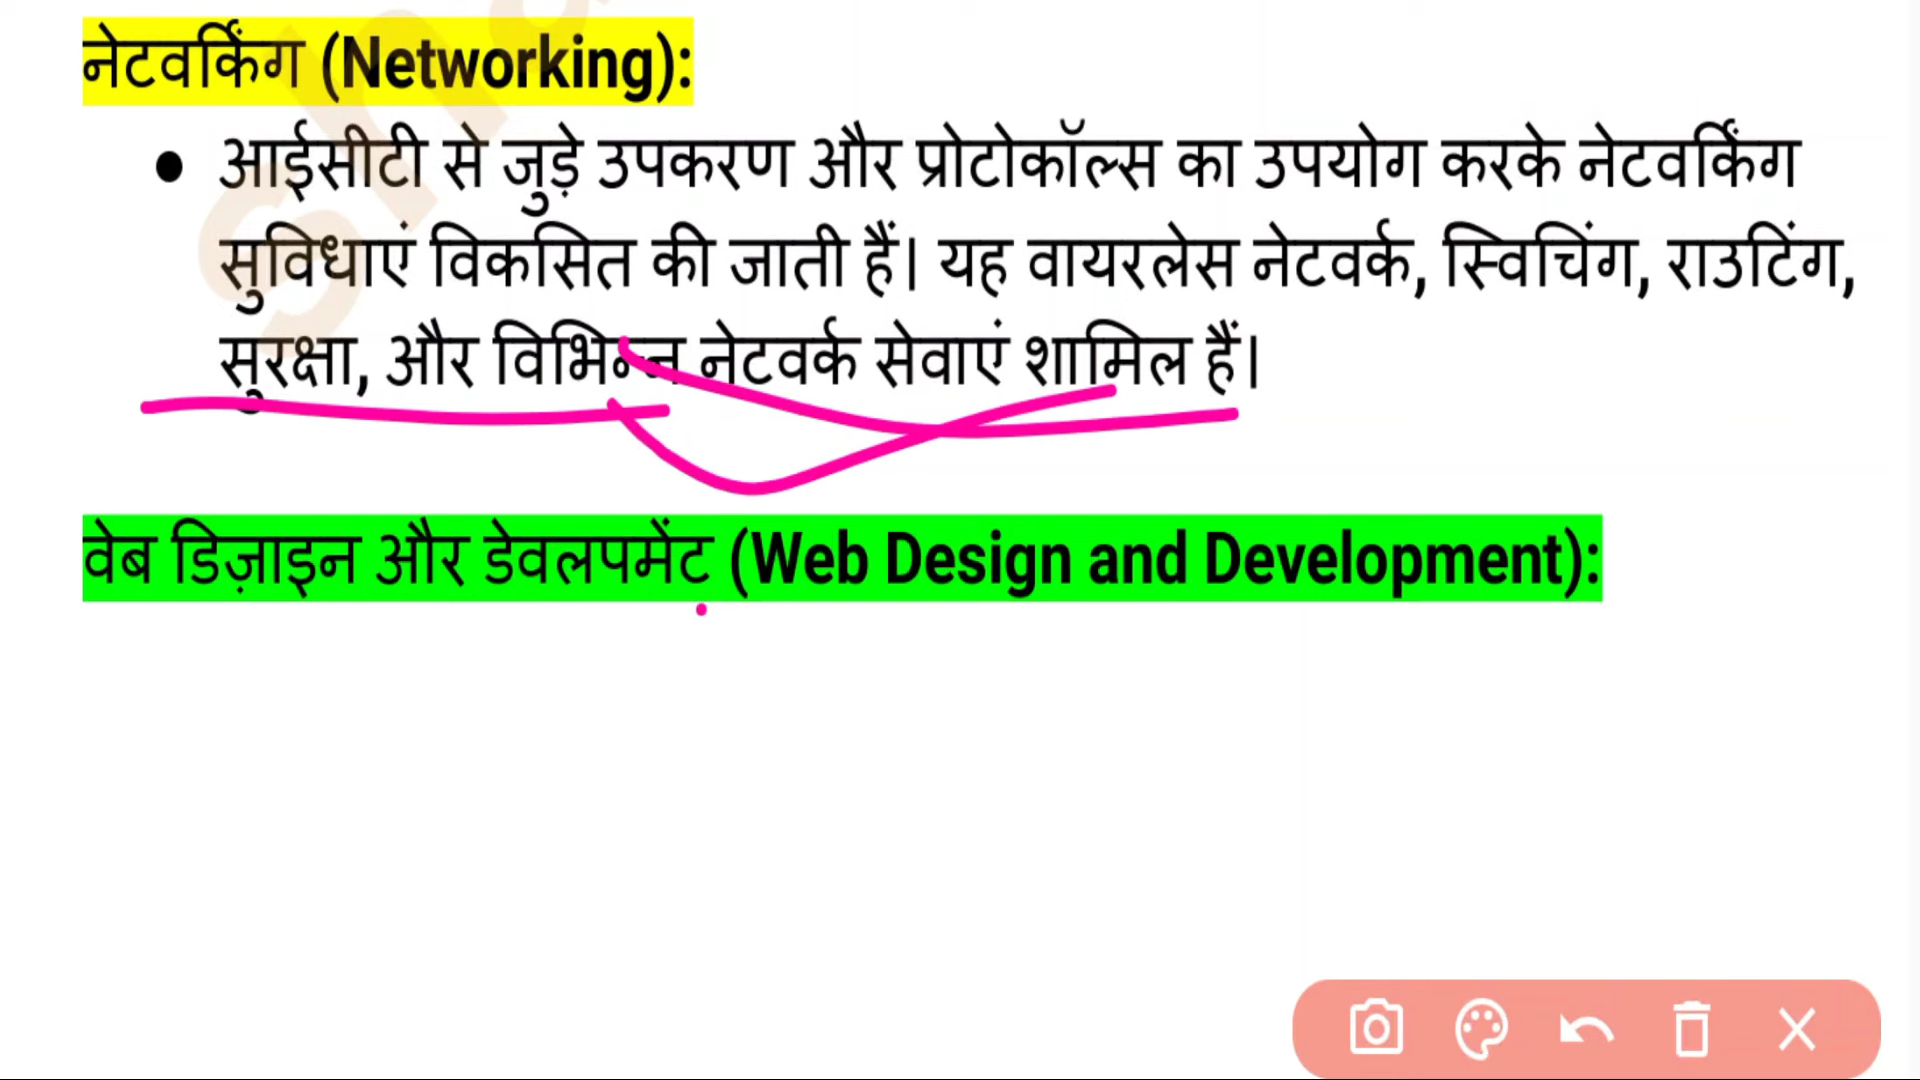 नेटवर्किंग (Networking):
● आईसीटी से जुड़े उपकरण और प्रोटोकॉल्स का उपयोग करके नेटवर्किंग
सुविधाएं विकसित की जाती हैं। यह वायरलेस नेटवर्क, स्विचिंग, राउटिंग,
सुरक्षा, और विभिन्न नेटवर्क सेवाएं शामिल हैं।
वेब डिज़ाइन और डेवलपमेंट (Web Design and Development):